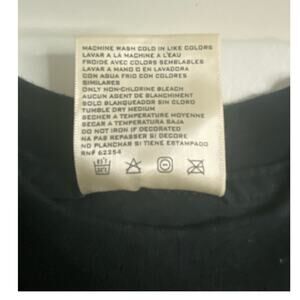 MACHINE WASH COLD IN LIKE COLORS
LAVAR A LA MACHINE A L'EAU
FROIDE AVEC COLORS SEMBLABLES
LAVAR A MANO O EN LAVADORA
CON AGUA FRIO CON COLORES
SIMILARES
ONLY NON-CHLORINE BLEACH
AUCUN AGENT DE BLANCHIMENT
SOLO BLANQUEADOR SIN CLORO
TUMBLE DRY MEDIUM
SECHER A TEMPERATURE MOYENNE
SECAR A TEMPERATURA BAJA
DO NOT IRON IF DECORATED
NA PAS REPASSER SI DECORE
NO PLANCHAR SI TIENE ESTAMPADO
RN# 62254